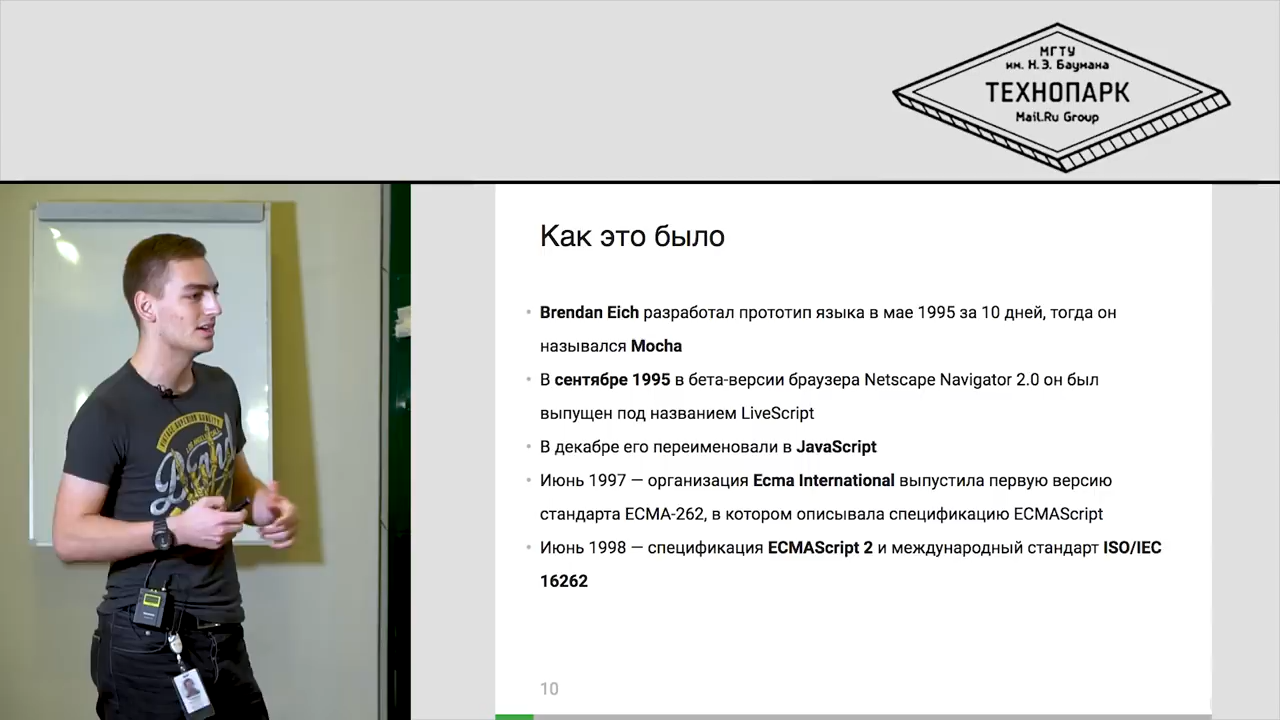 МГТУ
им. Н.Э. Баумана
ТЕХНОПАРК
Mail.Ru Group
Как это было
Brendan Eich разработал прототип языка в мае 1995 за 10 дней, тогда он
назывался Mocha
В сентябре 1995 в бета-версии браузера Netscape Navigator 2.0 он был
выпущен под названием LiveScript
В декабре его переименовали в JavaScript
Июнь 1997 — организация Ecma International выпустила первую версию
стандарта ECMA-262, в котором описывала спецификацию ECMAScript
Июнь 1998 — спецификация ECMAScript 2 и международный стандарт ISO/IEC
16262
10